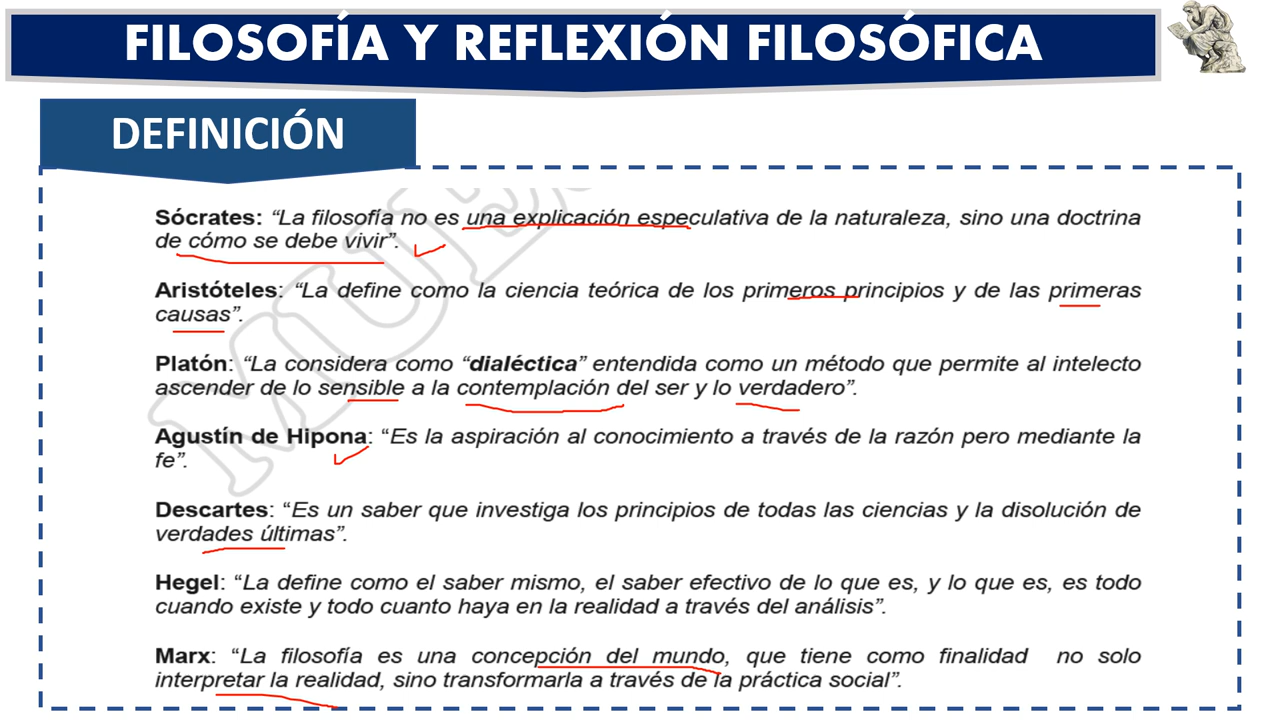 FILOSOFÍA Y REFLEXIÓN FILOSÓFICA
DEFINICIÓN
Sócrates: “La filosofía no es una explicación especulativa de la naturaleza, sino una doctrina
de cómo se debe vivir”.
Aristóteles: “La define como la ciencia teórica de los primeros principios y de las primeras
causas”.
Platón: “La considera como “dialéctica” entendida como un método que permite al intelecto
ascender de lo sensible a la contemplación del ser y lo verdadero”.
Agustín de Hipona: “Es la aspiración al conocimiento a través de la razón pero mediante la
fe”.
Descartes: “Es un saber que investiga los principios de todas las ciencias y la disolución de
verdades últimas”.
Hegel: “La define como el saber mismo, el saber efectivo de lo que es, y lo que es, es todo
cuando existe y todo cuanto haya en la realidad a través del análisis”.
Marx: “La filosofía es una concepción del mundo, que tiene como finalidad no solo
interpretar la realidad, sino transformarla a través de la práctica social”.